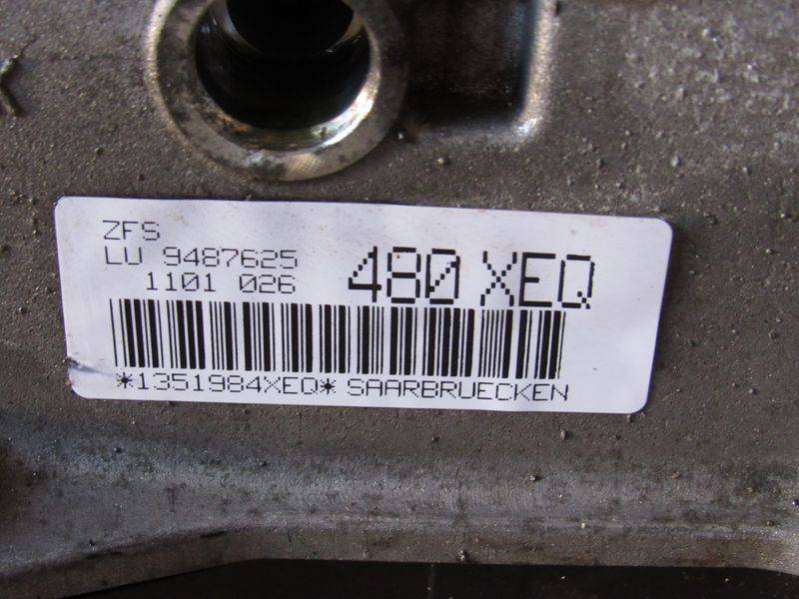 ZFS
LU 9487625
1101 026
480 XEQ
*1351984XEQ* SAARBRUECKEN